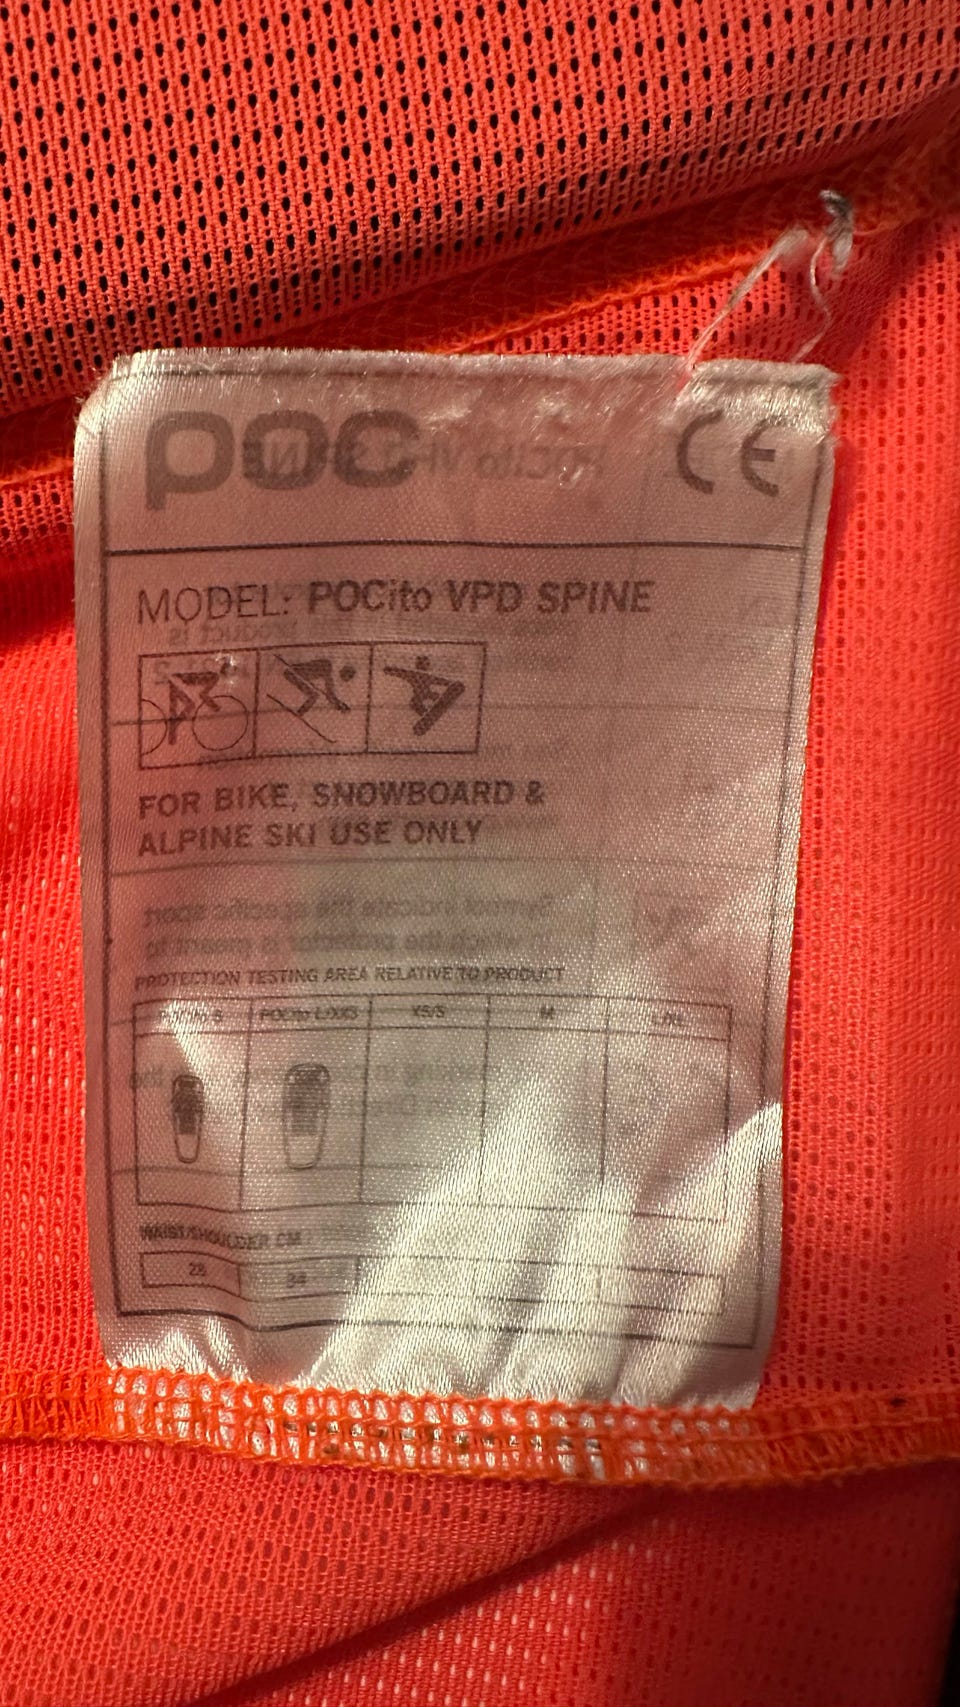 POC CE
MODEL: POCito VPD SPINE
FOR BIKE, SNOWBOARD &
ALPINE SKI USE ONLY
PROTECTION TESTING AREA RELATIVE TO PRODUCT
POCito S POCito L/XXS XS/S M L/XL
WAIST/SHOULDER CM:
28 34